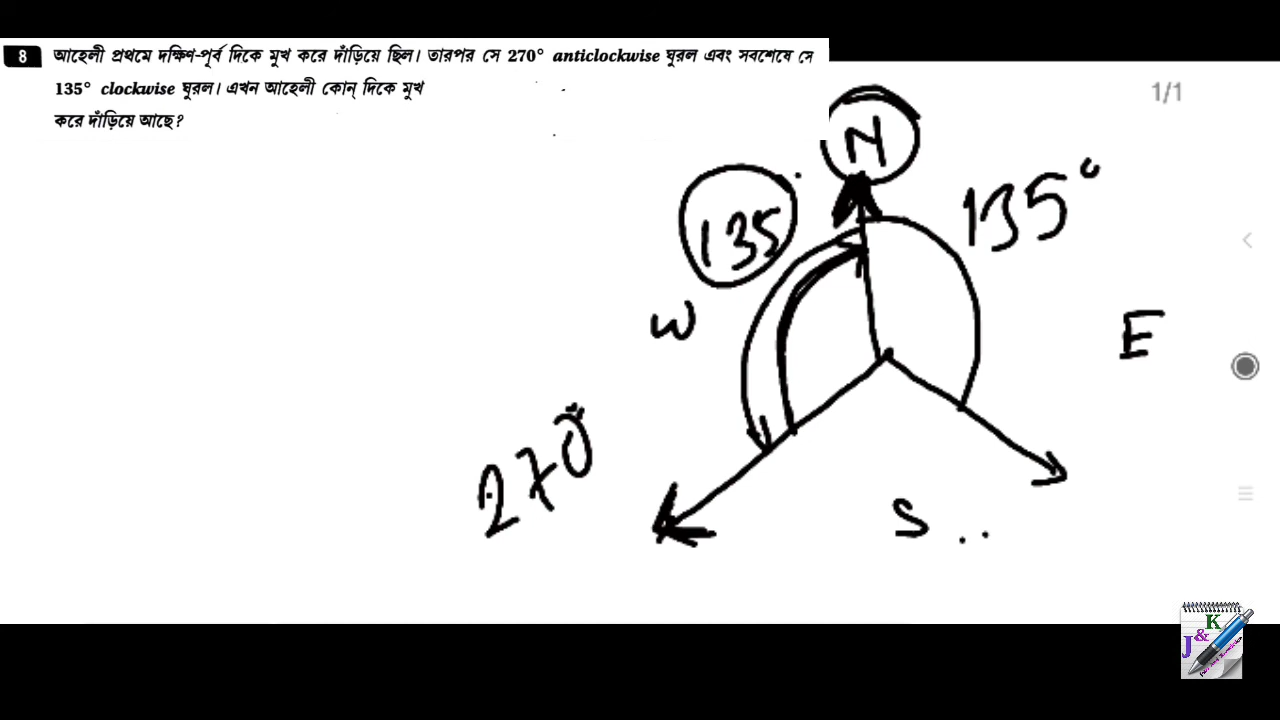 8 আহেলী প্রথমে দক্ষিণ-পূর্ব দিকে মুখ করে দাঁড়িয়ে ছিল। তারপর সে 270° anticlockwise ঘুরল এবং সবশেষে সে
135° clockwise ঘুরল। এখন আহেলী কোন্ দিকে মুখ
করে দাঁড়িয়ে আছে?
1/1
N
135
135°
W
E
270°
S
J&K